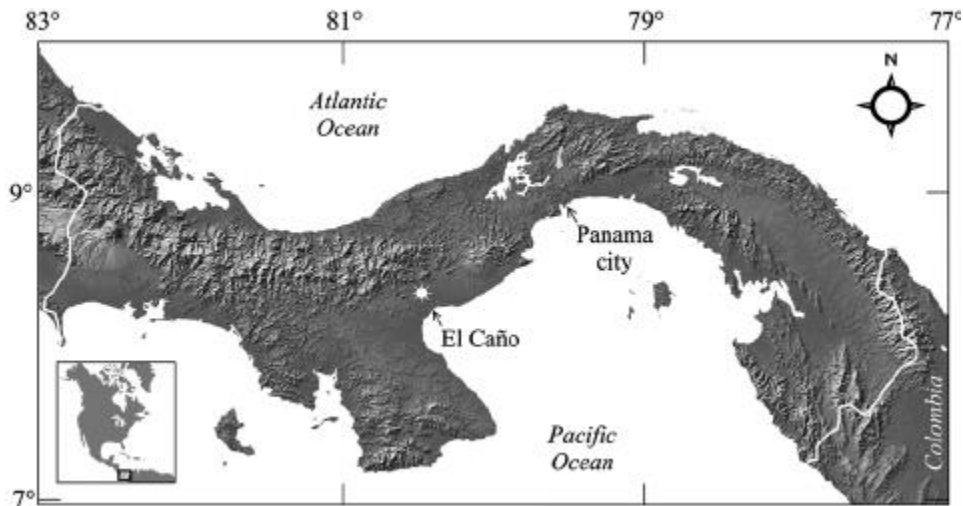 83°
81°
79°
77°
N
Atlantic
Ocean
9°
Panama
city
El Caño
Pacific
Ocean
Colombia
7°